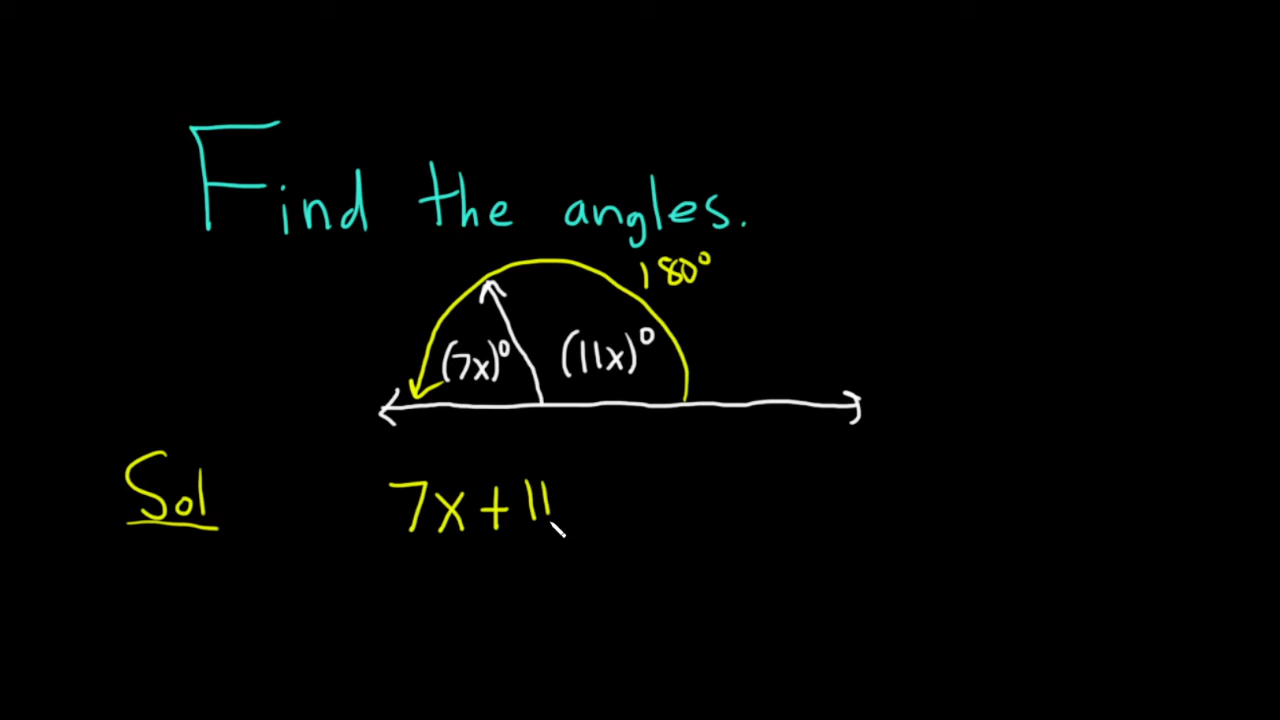 Find the angles.
180°
(7x)° (11x)°
Sol 7x+11